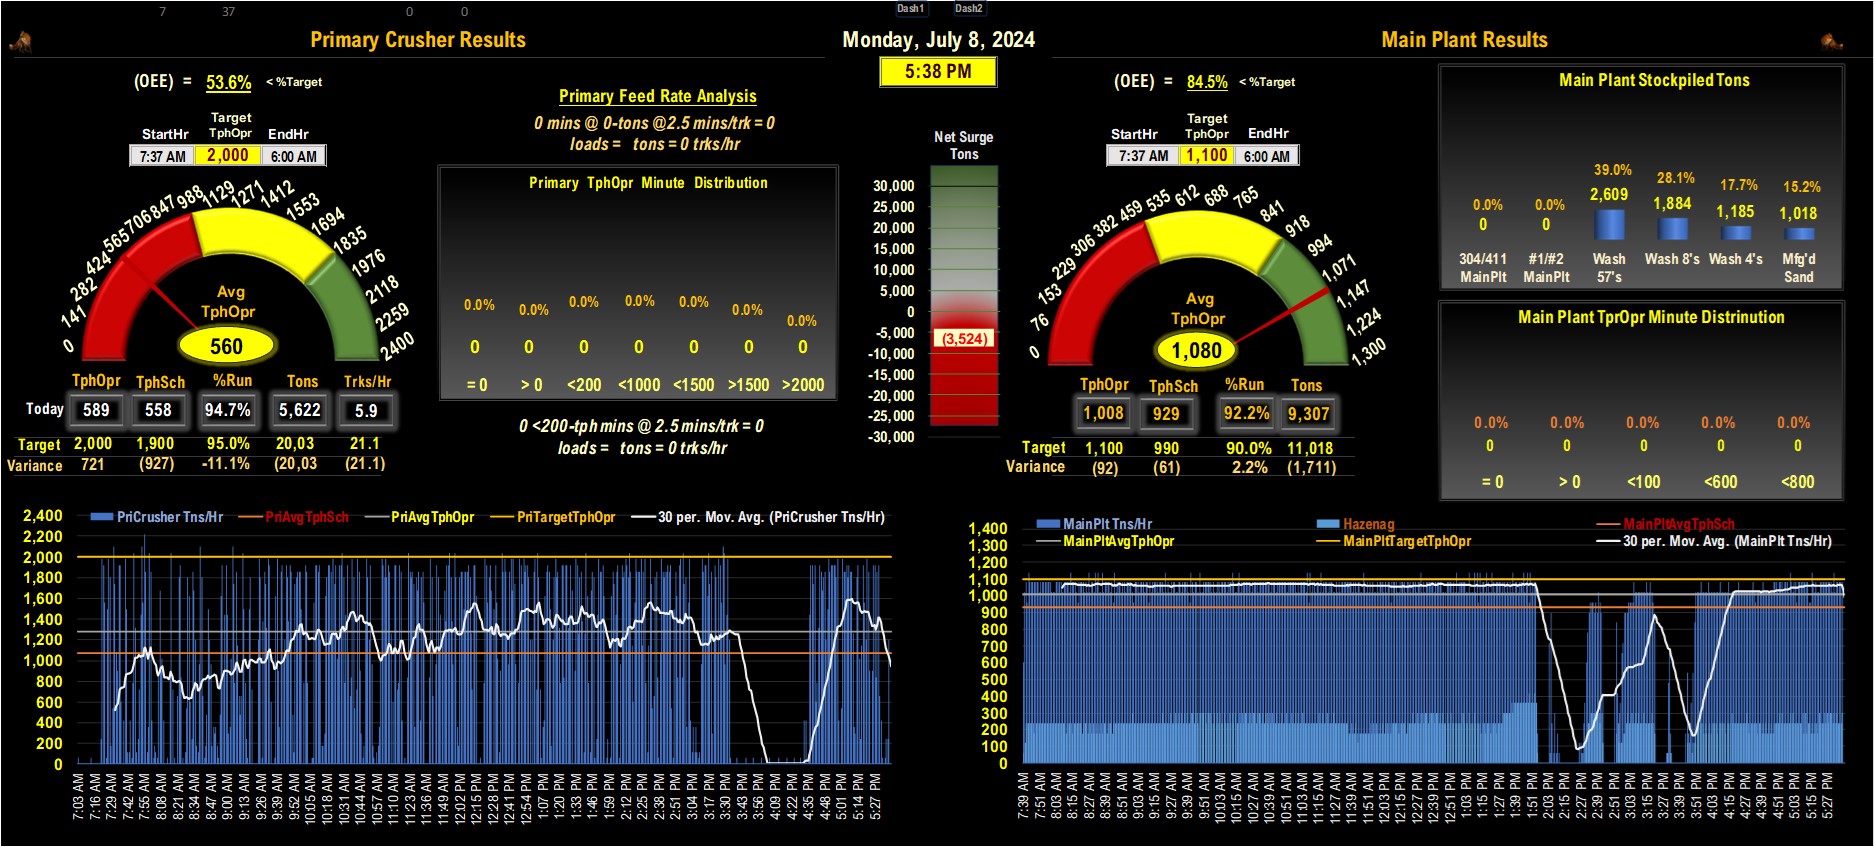 7 37 0 0 Dash1 Dash2
Primary Crusher Results
Monday, July 8, 2024
Main Plant Results
5:38 PM
(OEE) = 53.6% < %Target
Primary Feed Rate Analysis
0 mins @ 0-tons @2.5 mins/trk = 0
loads = tons = 0 trks/hr
StartHr Target TphOpr EndHr
7:37 AM 2,000 6:00 AM
0 141 282 424 565 706 847 988 1129 1271 1412 1553 1694 1835 1976 2118 2259 2400
Avg
TphOpr
560
TphOpr TphSch %Run Tons Trks/Hr
Today 589 558 94.7% 5,622 5.9
Target 2,000 1,900 95.0% 20,03 21.1
Variance 721 (927) -11.1% (20,03 (21.1)
Primary TphOpr Minute Distribution
0.0% 0.0% 0.0% 0.0% 0.0% 0.0% 0.0%
0 0 0 0 0 0 0
= 0 > 0 <200 <1000 <1500 >1500 >2000
0 <200-tph mins @ 2.5 mins/trk = 0
loads = tons = 0 trks/hr
Net Surge
Tons
30,000
25,000
20,000
15,000
10,000
5,000
0
-5,000
(3,524)
-10,000
-15,000
-20,000
-25,000
-30,000
(OEE) = 84.5% < %Target
StartHr Target TphOpr EndHr
7:37 AM 1,100 6:00 AM
0 76 153 229 306 382 459 535 612 688 765 841 918 994 1,071 1,147 1,224 1,300
Avg
TphOpr
1,080
TphOpr TphSch %Run Tons
1,008 929 92.2% 9,307
Target 1,100 990 90.0% 11,018
Variance (92) (61) 2.2% (1,711)
Main Plant Stockpiled Tons
0.0% 0.0% 39.0% 28.1% 17.7% 15.2%
0 0 2,609 1,884 1,185 1,018
304/411 #1/#2 Wash Wash 8's Wash 4's Mfg'd
MainPlt MainPlt 57's Sand
Main Plant TprOpr Minute Distrinution
0.0% 0.0% 0.0% 0.0% 0.0%
0 0 0 0 0
= 0 > 0 <100 <600 <800
PriCrusher Tns/Hr PriAvgTphSch PriAvgTphOpr PriTargetTphOpr 30 per. Mov. Avg. (PriCrusher Tns/Hr)
2,400
2,200
2,000
1,800
1,600
1,400
1,200
1,000
800
600
400
200
0
7:03 AM 7:16 AM 7:29 AM 7:42 AM 7:55 AM 8:08 AM 8:21 AM 8:34 AM 8:47 AM 9:00 AM 9:13 AM 9:26 AM 9:39 AM 9:52 AM 10:05 AM 10:18 AM 10:31 AM 10:44 AM 10:57 AM 11:10 AM 11:23 AM 11:36 AM 11:49 AM 12:02 PM 12:15 PM 12:28 PM 12:41 PM 12:54 PM 1:07 PM 1:20 PM 1:33 PM 1:46 PM 1:59 PM 2:12 PM 2:25 PM 2:38 PM 2:51 PM 3:04 PM 3:17 PM 3:30 PM 3:43 PM 3:56 PM 4:09 PM 4:22 PM 4:35 PM 4:48 PM 5:01 PM 5:14 PM 5:27 PM
MainPlt Tns/Hr Hazenag MainPltAvgTphSch
MainPltAvgTphOpr MainPltTargetTphOpr 30 per. Mov. Avg. (MainPlt Tns/Hr)
1,400
1,300
1,200
1,100
1,000
900
800
700
600
500
400
300
200
100
0
7:39 AM 7:51 AM 8:03 AM 8:15 AM 8:27 AM 8:39 AM 8:51 AM 9:03 AM 9:15 AM 9:27 AM 9:39 AM 9:51 AM 10:03 AM 10:15 AM 10:27 AM 10:39 AM 10:51 AM 11:03 AM 11:15 AM 11:27 AM 11:39 AM 11:51 AM 12:03 PM 12:15 PM 12:27 PM 12:39 PM 12:51 PM 1:03 PM 1:15 PM 1:27 PM 1:39 PM 1:51 PM 2:03 PM 2:15 PM 2:27 PM 2:39 PM 2:51 PM 3:03 PM 3:15 PM 3:27 PM 3:39 PM 3:51 PM 4:03 PM 4:15 PM 4:27 PM 4:39 PM 4:51 PM 5:03 PM 5:15 PM 5:27 PM